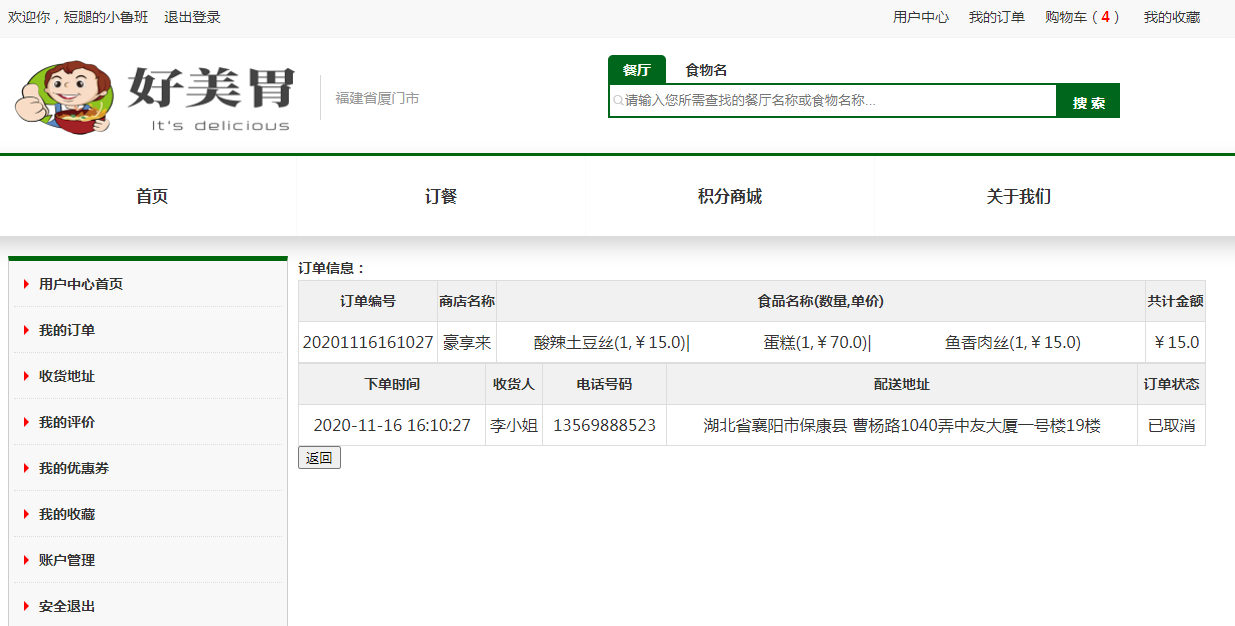 欢迎你，短腿的小鲁班 退出登录 用户中心 我的订单 购物车（4） 我的收藏
好美胃
It's delicious
福建省厦门市
餐厅 食物名
请输入您所需查找的餐厅名称或食物名称...
搜 索
首页 订餐 积分商城 关于我们
用户中心首页
我的订单
收货地址
我的评价
我的优惠券
我的收藏
账户管理
安全退出
订单信息：
订单编号 商店名称 食品名称(数量,单价) 共计金额
20201116161027 豪享来 酸辣土豆丝(1,￥15.0)| 蛋糕(1,￥70.0)| 鱼香肉丝(1,￥15.0) ￥15.0
下单时间 收货人 电话号码 配送地址 订单状态
2020-11-16 16:10:27 李小姐 13569888523 湖北省襄阳市保康县 曹杨路1040弄中友大厦一号楼19楼 已取消
返回